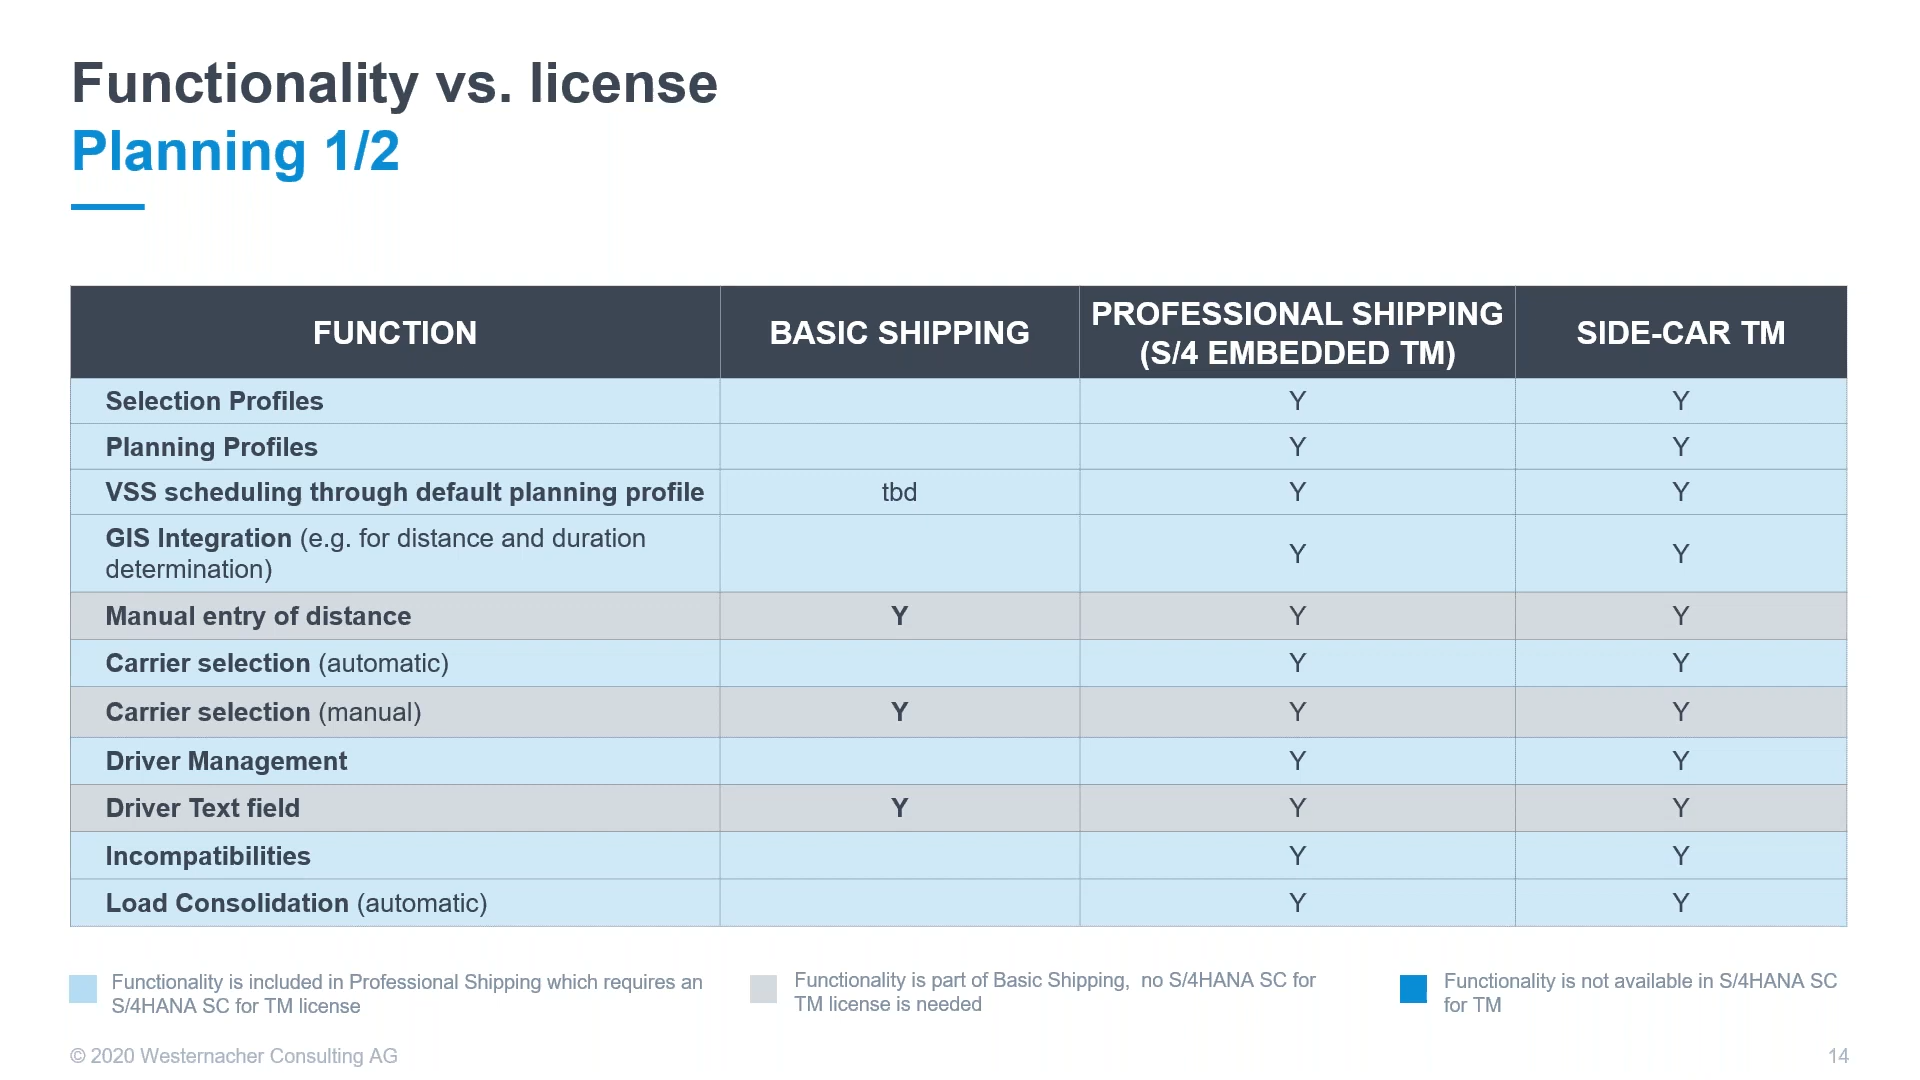 Functionality vs. license
Planning 1/2
FUNCTION BASIC SHIPPING PROFESSIONAL SHIPPING (S/4 EMBEDDED TM) SIDE-CAR TM
Selection Profiles Y Y
Planning Profiles Y Y
VSS scheduling through default planning profile tbd Y Y
GIS Integration (e.g. for distance and duration
determination) Y Y
Manual entry of distance Y Y Y
Carrier selection (automatic) Y Y
Carrier selection (manual) Y Y Y
Driver Management Y Y
Driver Text field Y Y Y
Incompatibilities Y Y
Load Consolidation (automatic) Y Y
Functionality is included in Professional Shipping which requires an
S/4HANA SC for TM license
Functionality is part of Basic Shipping, no S/4HANA SC for
TM license is needed
Functionality is not available in S/4HANA SC
for TM
© 2020 Westernacher Consulting AG
14